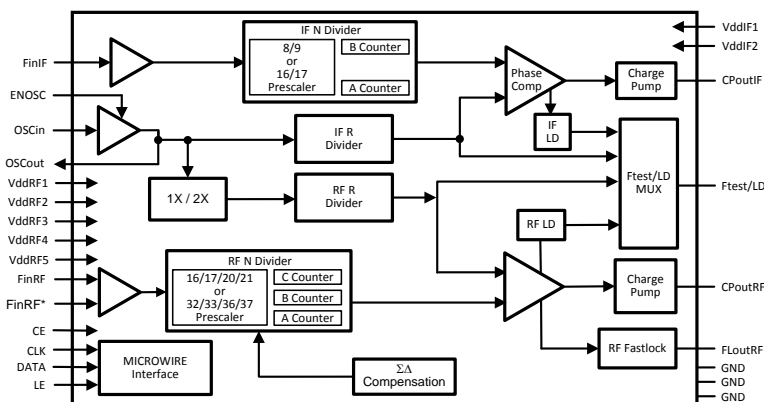 IF N Divider
8/9
or
16/17
Prescaler
B Counter
A Counter
VddIF1
VddIF2
FinIF
Phase
Comp
Charge
Pump
CPoutIF
ENOSC
OSCin
IF R
Divider
IF
LD
OSCout
1X / 2X
RF R
Divider
Ftest/LD
MUX
Ftest/LD
VddRF1
VddRF2
VddRF3
VddRF4
VddRF5
RF LD
FinRF
FinRF*
RF N Divider
16/17/20/21
or
32/33/36/37
Prescaler
C Counter
B Counter
A Counter
Charge
Pump
CPoutRF
CE
CLK
DATA
LE
MICROWIRE
Interface
ΣΔ
Compensation
RF Fastlock
FLoutRF
GND
GND
GND